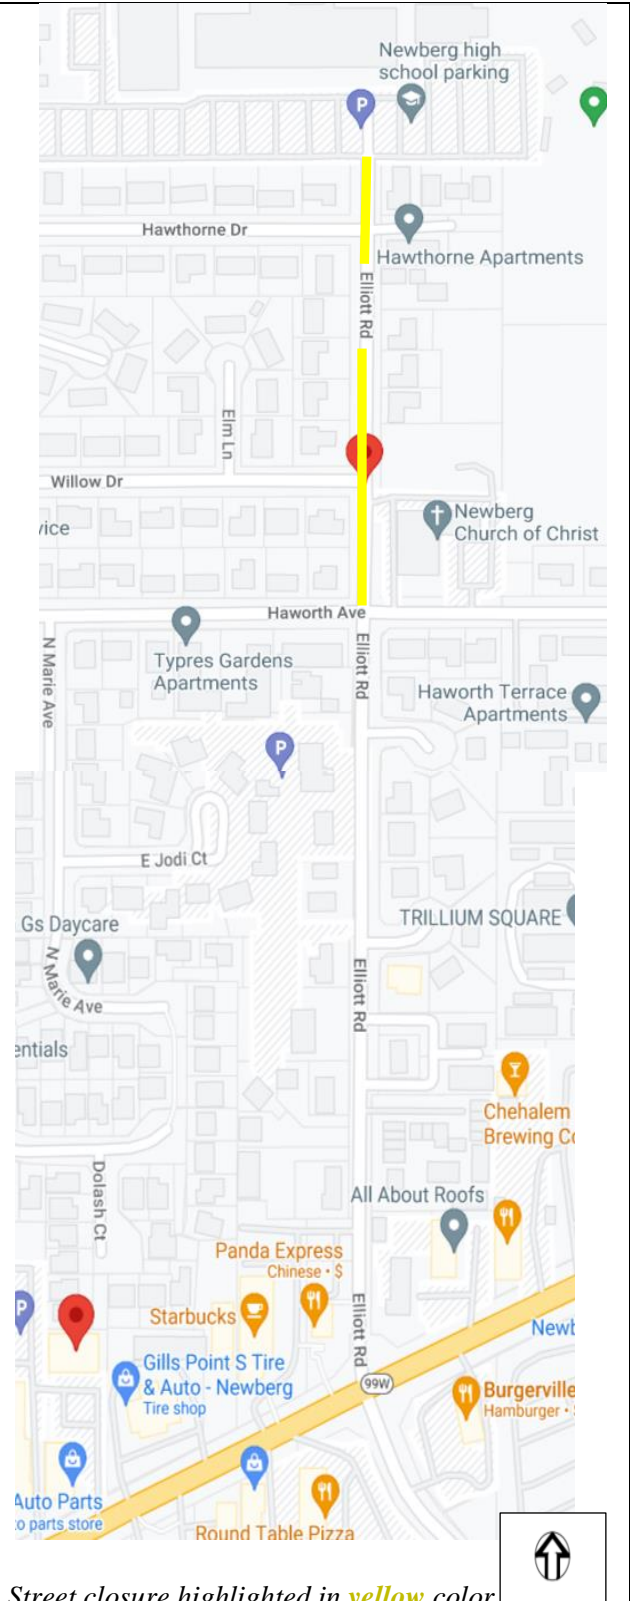 Newberg high
school parking
P
Hawthorne Dr
Hawthorne Apartments
Elliott Rd
Elm Ln
Willow Dr
Newberg
Church of Christ
vice
Haworth Ave
Elliott Rd
N Marie Ave
Typres Gardens
Apartments
Haworth Terrace
Apartments
P
E Jodi Ct
TRILLIUM SQUARE
Gs Daycare
N Marie Ave
Elliott Rd
entials
Chehalem
Brewing Co
Dolash Ct
All About Roofs
Panda Express
Chinese • $
Starbucks
P
Elliott Rd
Newb
Gills Point S Tire
& Auto - Newberg
Tire shop
99W
Burgerville
Hamburger •
Auto Parts
to parts store
Round Table Pizza
Street closure highlighted in yellow color